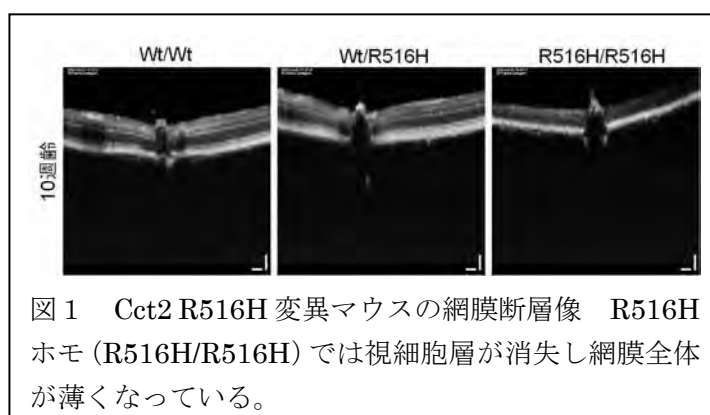 Wt/Wt
Wt/R516H
R516H/R516H
10週齢
図1 Cct2 R516H 変異マウスの網膜断層像 R516H
ホモ（R516H/R516H）では視細胞層が消失し網膜全体
が薄くなっている。